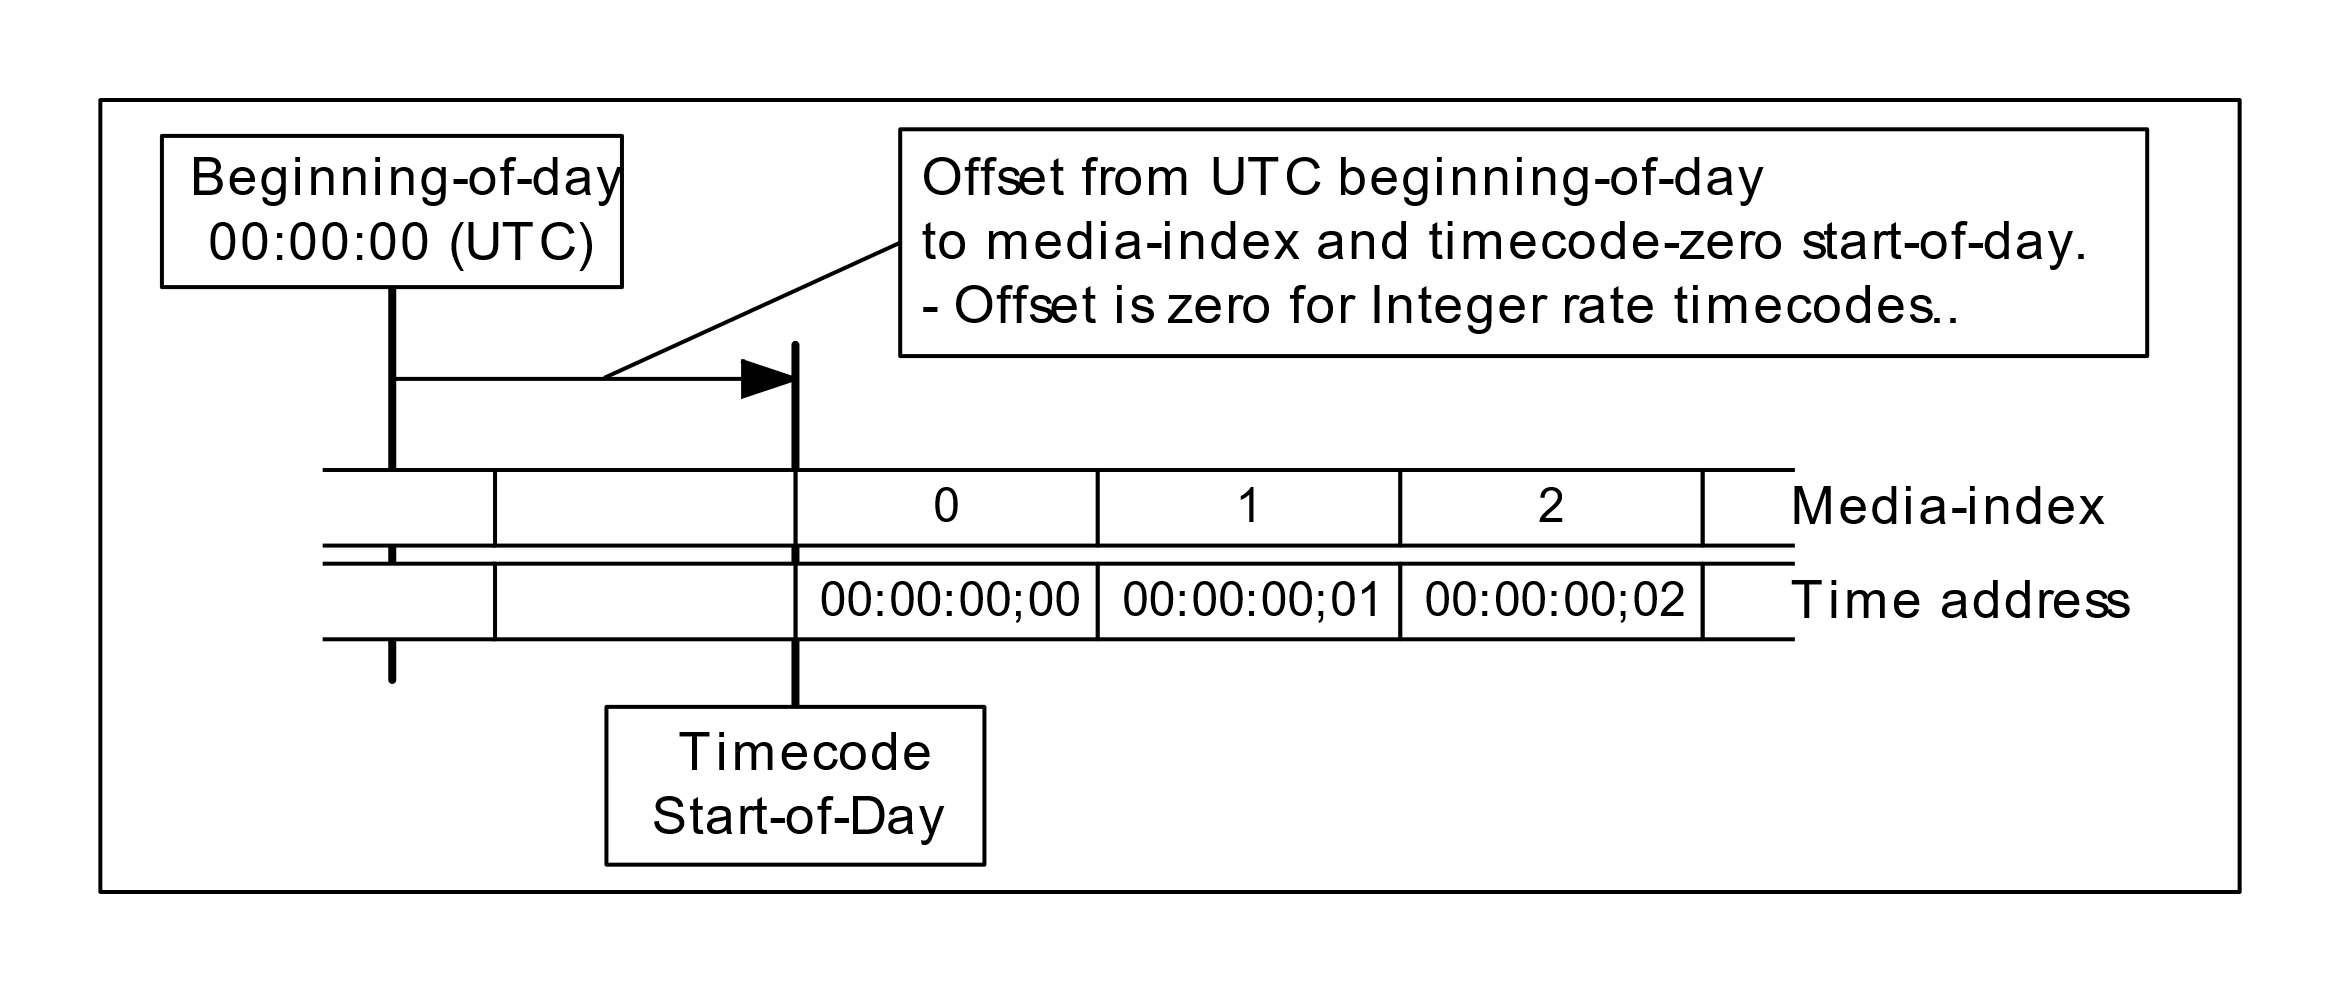 Beginning-of-day
00:00:00 (UTC)
Offset from UTC beginning-of-day
to media-index and timecode-zero start-of-day.
- Offset is zero for Integer rate timecodes..
0 1 2 Media-index
00:00:00;00 00:00:00;01 00:00:00;02 Time address
Timecode
Start-of-Day